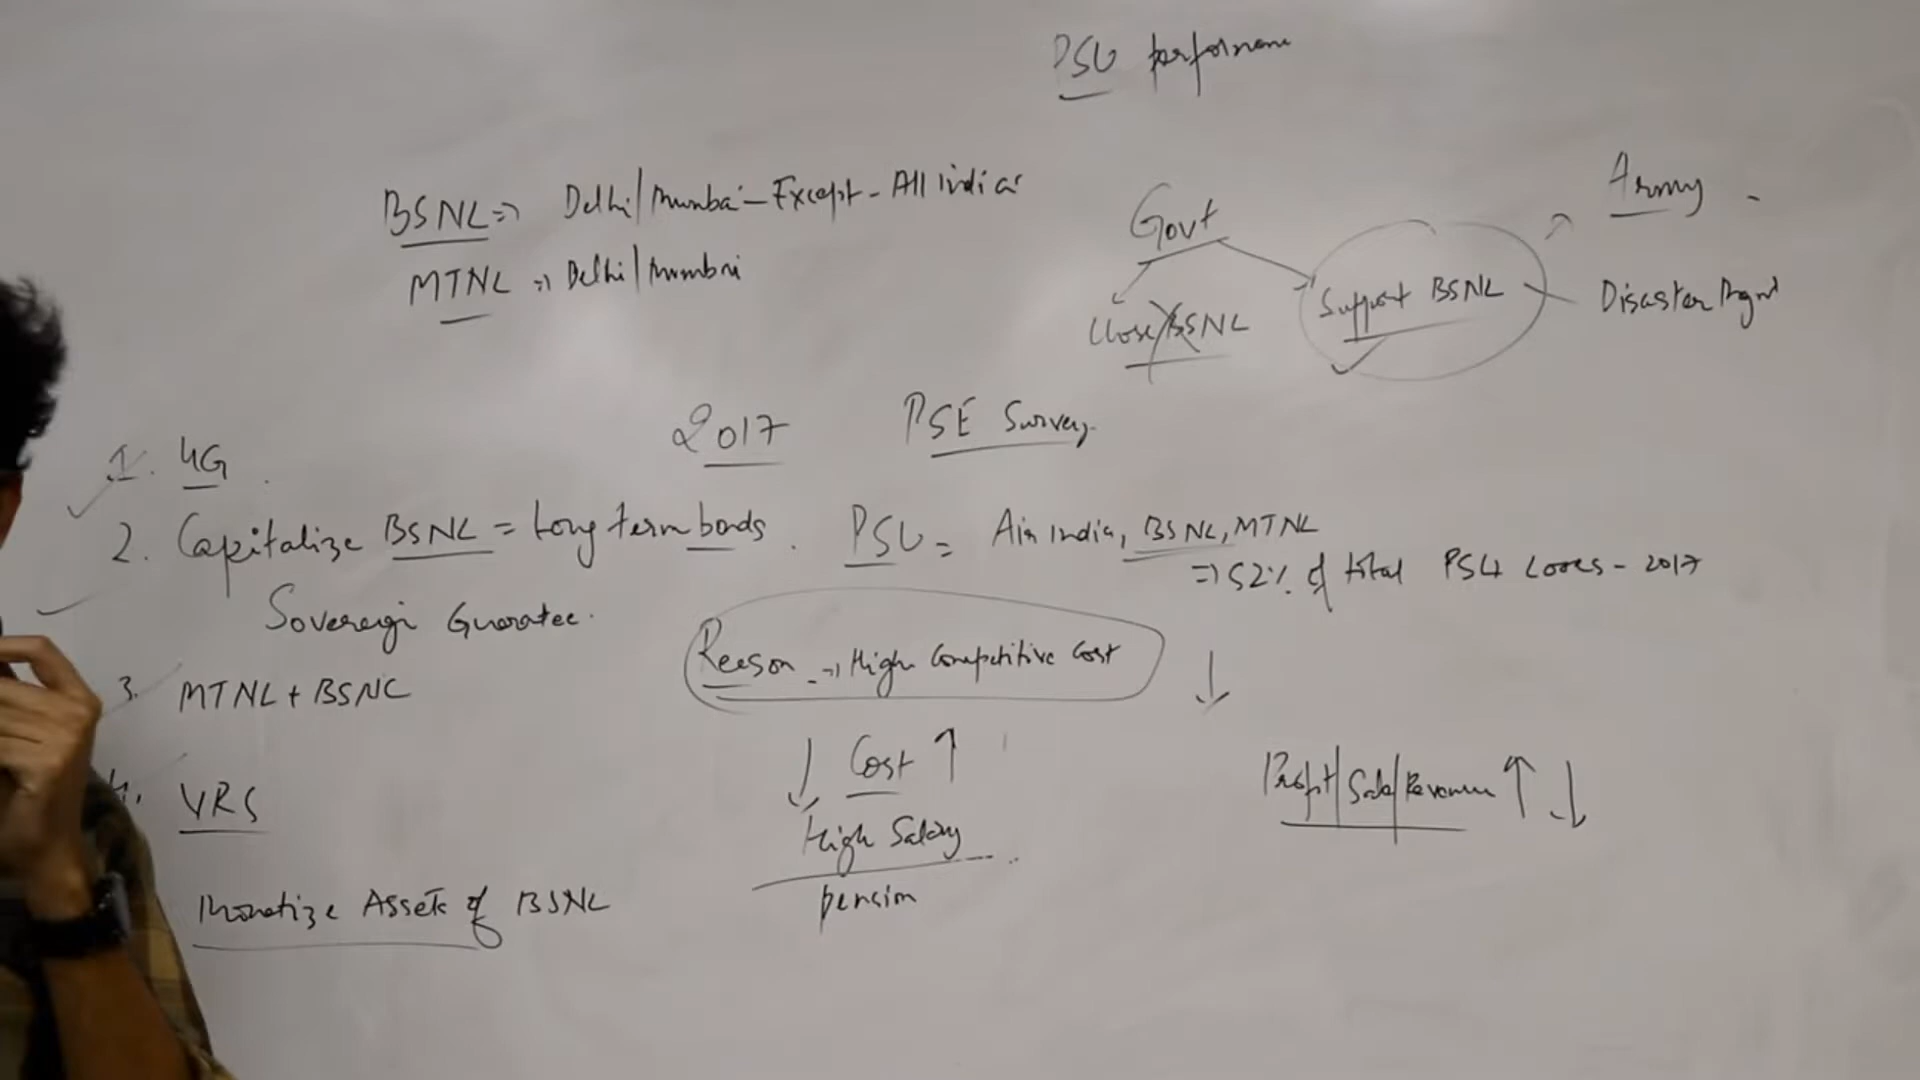 PSU performanc
BSNL => Delhi/Mumbai - Except - All India
MTNL => Delhi/Mumbai
Govt
Close BSNL
Support BSNL
Army
Disaster Mgmt
2017 PSE Survey
1. 4G
2. Capitalize BSNL = Long term bonds
Sovereign Guaratee.
3. MTNL + BSNL
4. VRS
Monetize Assets of BSNL
PSU = Air India, BSNL, MTNL
=> 52% of total PSU Losses - 2017
Reason => High Competitive Cost
↓ Cost ↑
High Salary
pension
↓
Profit/Sale/Revenue ↑ ↓